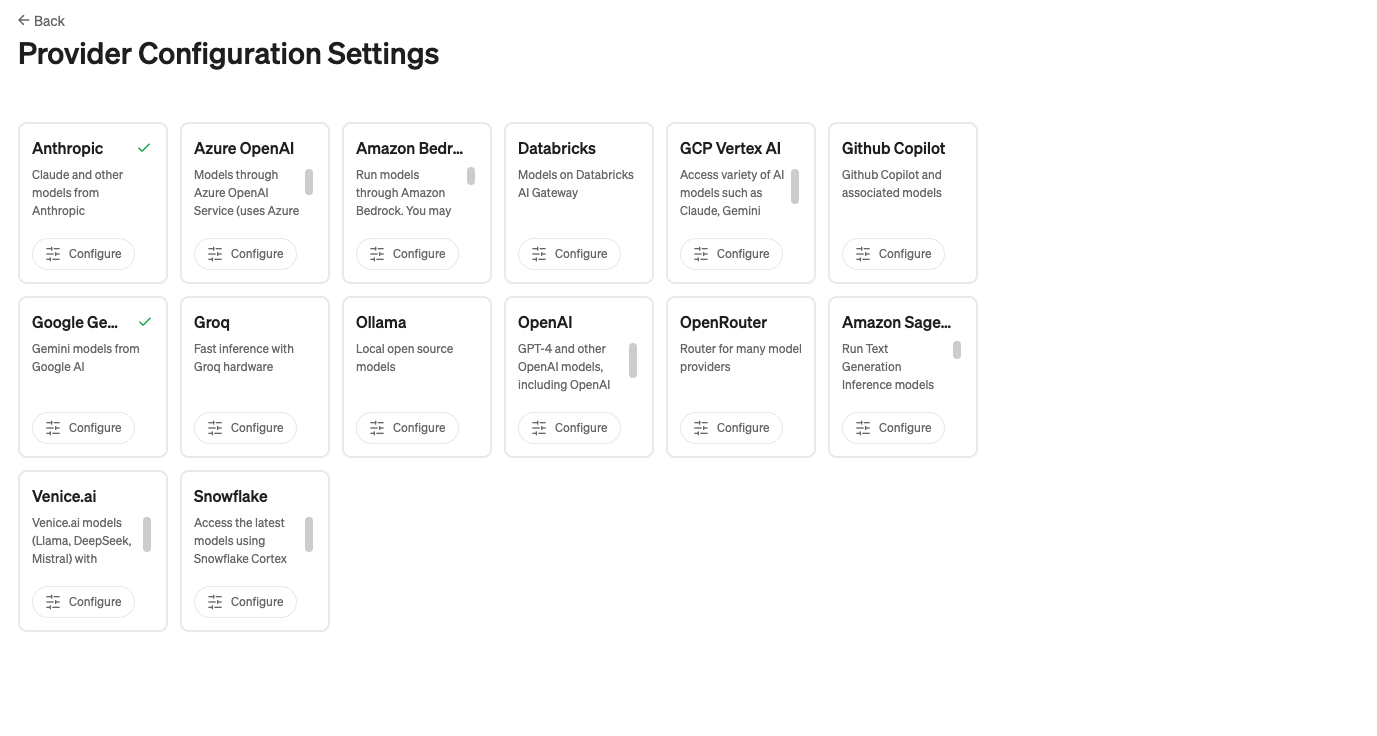 Back
Provider Configuration Settings
Anthropic
Claude and other
models from
Anthropic
Configure
Azure OpenAI
Models through
Azure OpenAI
Service (uses Azure
Configure
Amazon Bedr...
Run models
through Amazon
Bedrock. You may
Configure
Databricks
Models on Databricks
AI Gateway
Configure
GCP Vertex AI
Access variety of AI
models such as
Claude, Gemini
Configure
Github Copilot
Github Copilot and
associated models
Configure
Google Ge...
Gemini models from
Google AI
Configure
Groq
Fast inference with
Groq hardware
Configure
Ollama
Local open source
models
Configure
OpenAI
GPT-4 and other
OpenAI models,
including OpenAI
Configure
OpenRouter
Router for many model
providers
Configure
Amazon Sage...
Run Text
Generation
Inference models
Configure
Venice.ai
Venice.ai models
(Llama, DeepSeek,
Mistral) with
Configure
Snowflake
Access the latest
models using
Snowflake Cortex
Configure